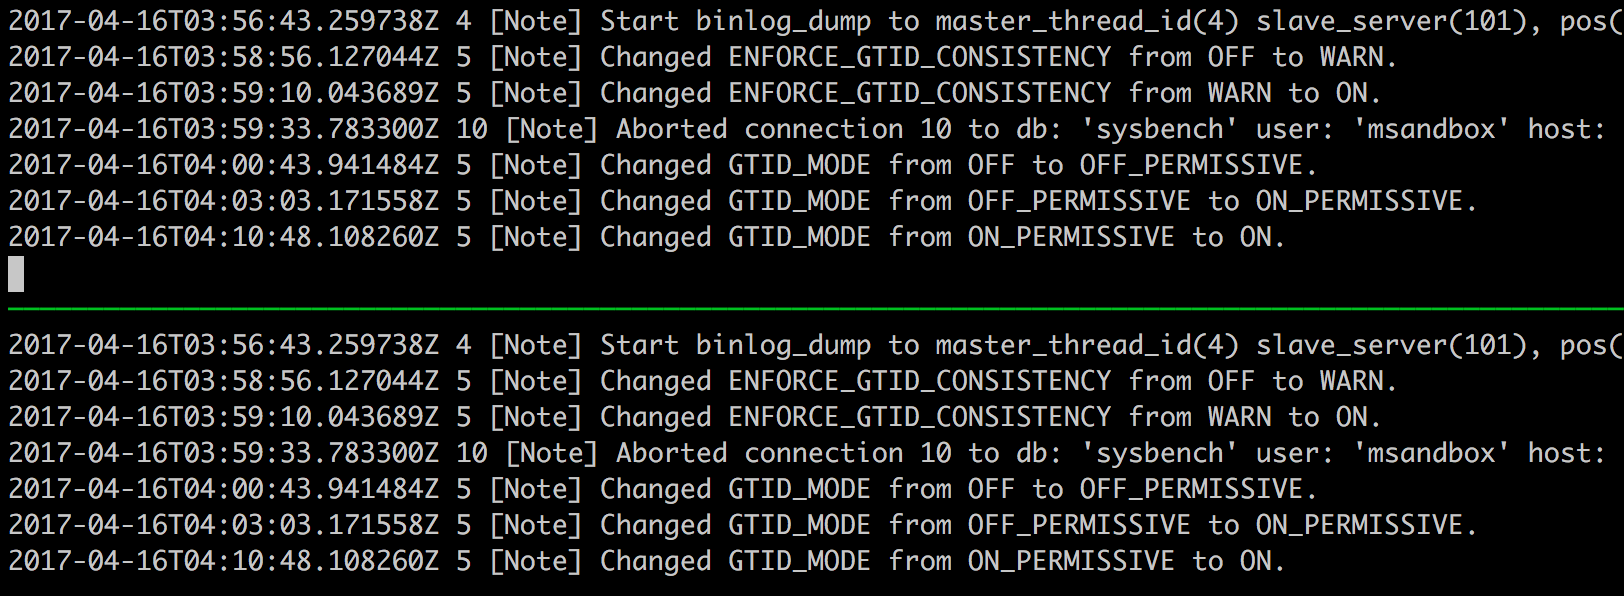 2017-04-16T03:56:43.259738Z 4 [Note] Start binlog_dump to master_thread_id(4) slave_server(101), pos(
2017-04-16T03:58:56.127044Z 5 [Note] Changed ENFORCE_GTID_CONSISTENCY from OFF to WARN.
2017-04-16T03:59:10.043689Z 5 [Note] Changed ENFORCE_GTID_CONSISTENCY from WARN to ON.
2017-04-16T03:59:33.783300Z 10 [Note] Aborted connection 10 to db: 'sysbench' user: 'msandbox' host:
2017-04-16T04:00:43.941484Z 5 [Note] Changed GTID_MODE from OFF to OFF_PERMISSIVE.
2017-04-16T04:03:03.171558Z 5 [Note] Changed GTID_MODE from OFF_PERMISSIVE to ON_PERMISSIVE.
2017-04-16T04:10:48.108260Z 5 [Note] Changed GTID_MODE from ON_PERMISSIVE to ON.
2017-04-16T03:56:43.259738Z 4 [Note] Start binlog_dump to master_thread_id(4) slave_server(101), pos(
2017-04-16T03:58:56.127044Z 5 [Note] Changed ENFORCE_GTID_CONSISTENCY from OFF to WARN.
2017-04-16T03:59:10.043689Z 5 [Note] Changed ENFORCE_GTID_CONSISTENCY from WARN to ON.
2017-04-16T03:59:33.783300Z 10 [Note] Aborted connection 10 to db: 'sysbench' user: 'msandbox' host:
2017-04-16T04:00:43.941484Z 5 [Note] Changed GTID_MODE from OFF to OFF_PERMISSIVE.
2017-04-16T04:03:03.171558Z 5 [Note] Changed GTID_MODE from OFF_PERMISSIVE to ON_PERMISSIVE.
2017-04-16T04:10:48.108260Z 5 [Note] Changed GTID_MODE from ON_PERMISSIVE to ON.